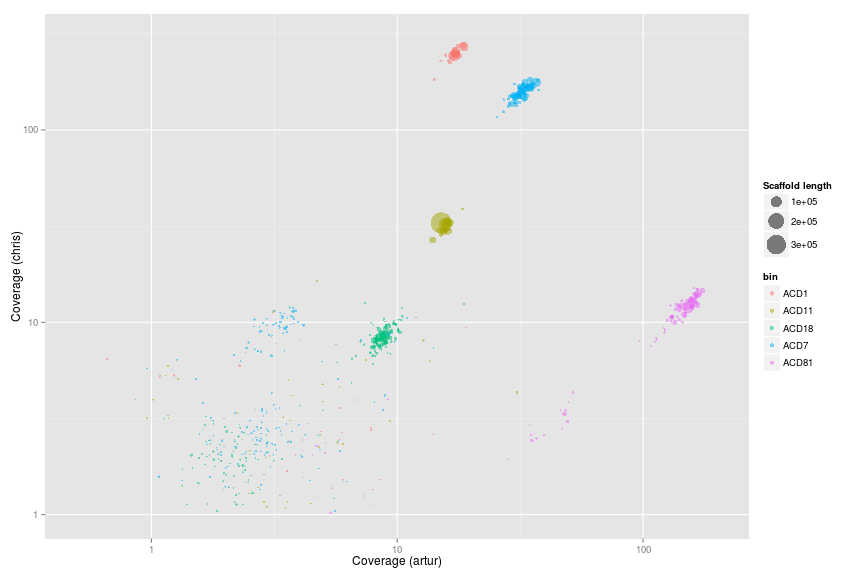 100
10
1
Coverage (chris)
1
10
100
Coverage (artur)
Scaffold length
1e+05
2e+05
3e+05
bin
ACD1
ACD11
ACD18
ACD7
ACD81